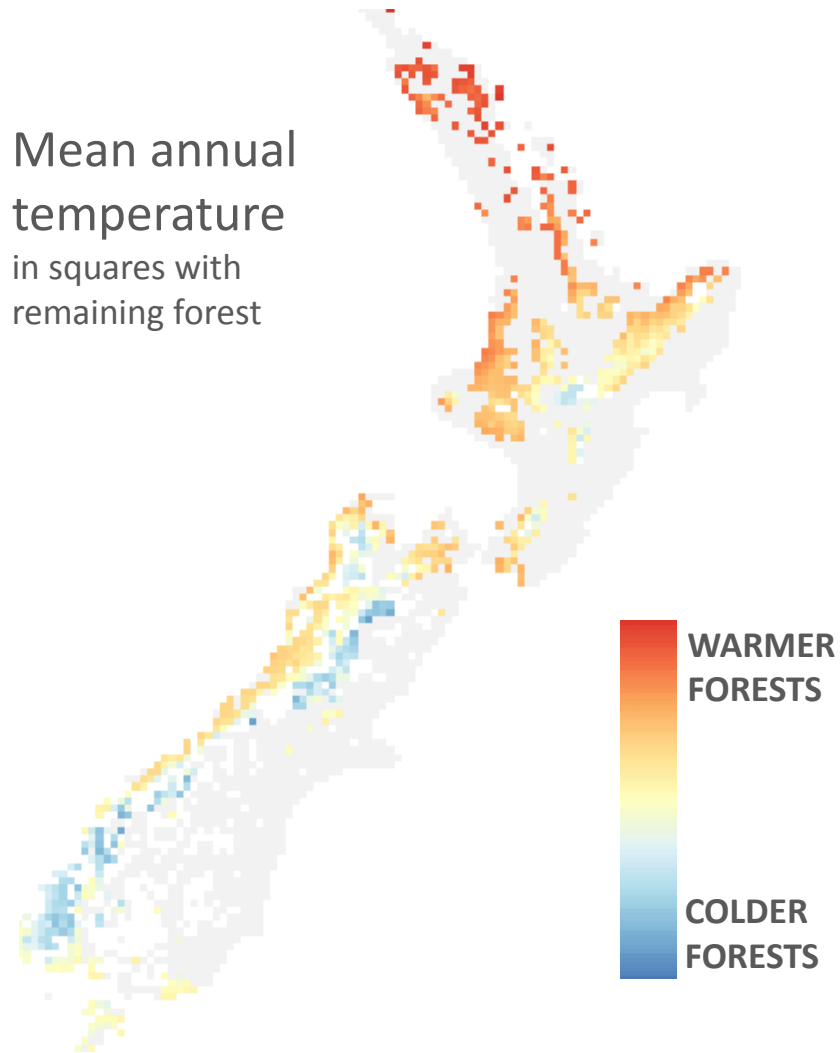 Mean annual
temperature
in squares with
remaining forest
WARMER
FORESTS
COLDER
FORESTS